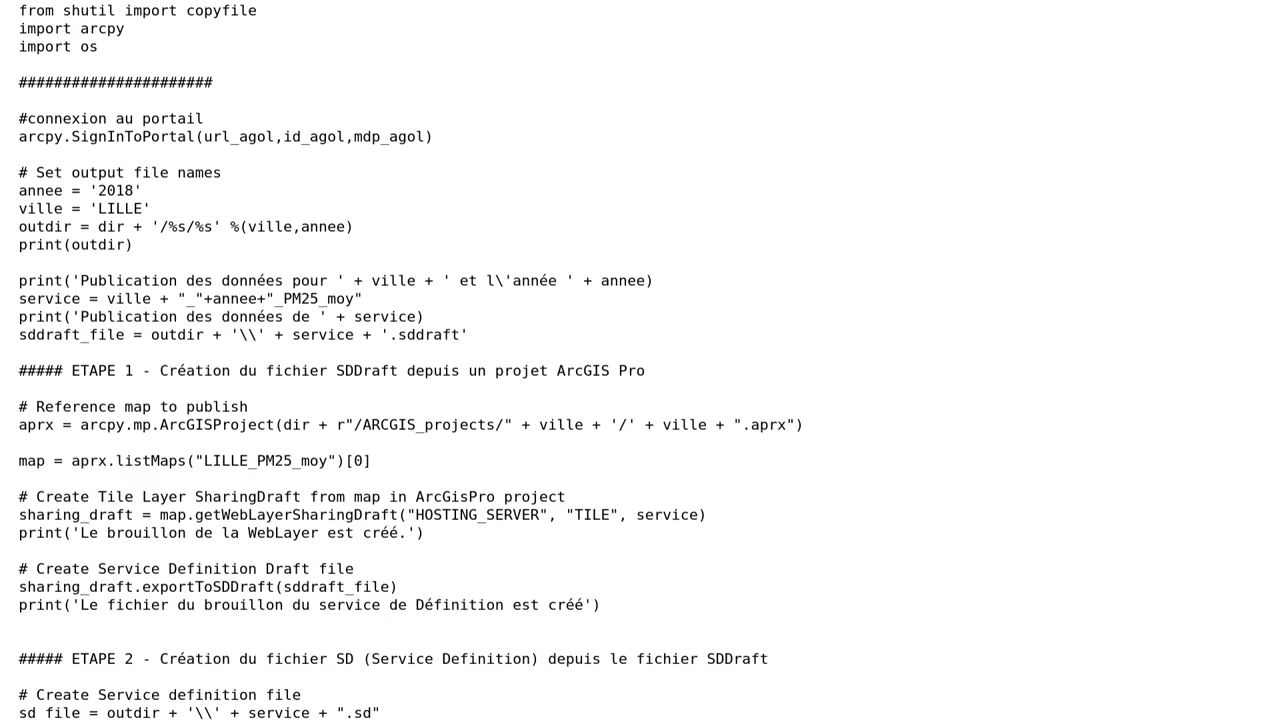 from shutil import copyfile
import arcpy
import os
######################
#connexion au portail
arcpy.SignInToPortal(url_agol,id_agol,mdp_agol)
# Set output file names
annee = '2018'
ville = 'LILLE'
outdir = dir + '/%s/%s' %(ville,annee)
print(outdir)
print('Publication des données pour ' + ville + ' et l\'année ' + annee)
service = ville + "_"+annee+"_PM25_moy"
print('Publication des données de ' + service)
sddraft_file = outdir + '\\' + service + '.sddraft'
##### ETAPE 1 - Création du fichier SDDraft depuis un projet ArcGIS Pro
# Reference map to publish
aprx = arcpy.mp.ArcGISProject(dir + r"/ARCGIS_projects/" + ville + '/' + ville + ".aprx")
map = aprx.listMaps("LILLE_PM25_moy")[0]
# Create Tile Layer SharingDraft from map in ArcGisPro project
sharing_draft = map.getWebLayerSharingDraft("HOSTING_SERVER", "TILE", service)
print('Le brouillon de la WebLayer est créé.')
# Create Service Definition Draft file
sharing_draft.exportToSDDraft(sddraft_file)
print('Le fichier du brouillon du service de Définition est créé')
##### ETAPE 2 - Création du fichier SD (Service Definition) depuis le fichier SDDraft
# Create Service definition file
sd_file = outdir + '\\' + service + ".sd"